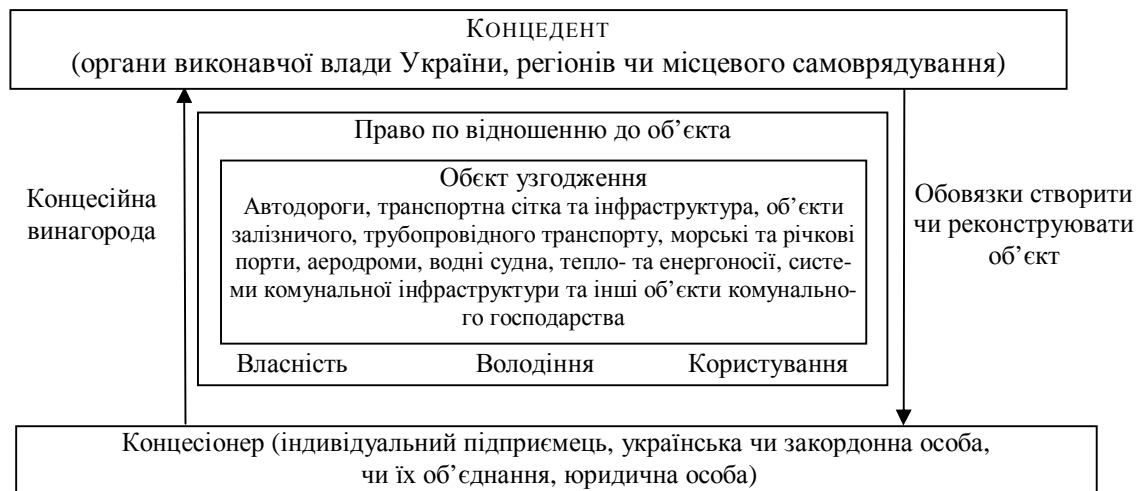 КОНЦЕДЕНТ
(органи виконавчої влади України, регіонів чи місцевого самоврядування)
Право по відношенню до об’єкта
Обєкт узгодження
Автодороги, транспортна сітка та інфраструктура, об’єкти
залізничого, трубопровідного транспорту, морські та річкові
порти, аеродроми, водні судна, тепло- та енергоносії, систе-
ми комунальної інфраструктури та інші об’єкти комунально-
го господарства
Власність Володіння Користування
Концесійна
винагорода
Обовязки створити
чи реконструювати
об’єкт
Концесіонер (індивідуальний підприємець, українська чи закордонна особа,
чи їх об’єднання, юридична особа)